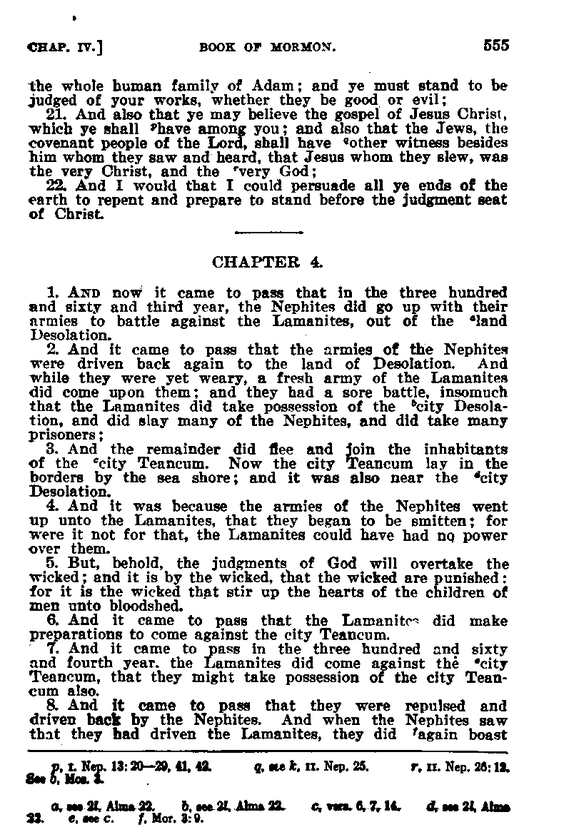 CHAP. IV.] BOOK OF MORMON. 555
the whole human family of Adam; and ye must stand to be
judged of your works, whether they be good or evil;
21. And also that ye may believe the gospel of Jesus Christ,
which ye shall ᵖhave among you; and also that the Jews, the
covenant people of the Lord, shall have ᑫother witness besides
him whom they saw and heard, that Jesus whom they slew, was
the very Christ, and the ʳvery God;
22. And I would that I could persuade all ye ends of the
earth to repent and prepare to stand before the judgment seat
of Christ.
CHAPTER 4.
1. AND now it came to pass that in the three hundred
and sixty and third year, the Nephites did go up with their
armies to battle against the Lamanites, out of the ᵃland
Desolation.
2. And it came to pass that the armies of the Nephites
were driven back again to the land of Desolation. And
while they were yet weary, a fresh army of the Lamanites
did come upon them; and they had a sore battle, insomuch
that the Lamanites did take possession of the ᵇcity Desola-
tion, and did slay many of the Nephites, and did take many
prisoners;
3. And the remainder did flee and join the inhabitants
of the ᶜcity Teancum. Now the city Teancum lay in the
borders by the sea shore; and it was also near the ᵈcity
Desolation.
4. And it was because the armies of the Nephites went
up unto the Lamanites, that they began to be smitten; for
were it not for that, the Lamanites could have had no power
over them.
5. But, behold, the judgments of God will overtake the
wicked; and it is by the wicked, that the wicked are punished:
for it is the wicked that stir up the hearts of the children of
men unto bloodshed.
6. And it came to pass that the Lamanites did make
preparations to come against the city Teancum.
7. And it came to pass in the three hundred and sixty
and fourth year, the Lamanites did come against the ᵉcity
Teancum, that they might take possession of the city Tean-
cum also.
8. And it came to pass that they were repulsed and
driven back by the Nephites. And when the Nephites saw
that they had driven the Lamanites, they did ᶠagain boast
p, I. Nep. 13:20—29, 41, 42. q, see k, II. Nep. 25. r, II. Nep. 26:12.
See b, Mos. 3.
a, see 2l, Alma 22. b, see 2l, Alma 22. c, vers. 6, 7, 14. d, see 2l, Alma
22. e, see c. f, Mor. 3:9.